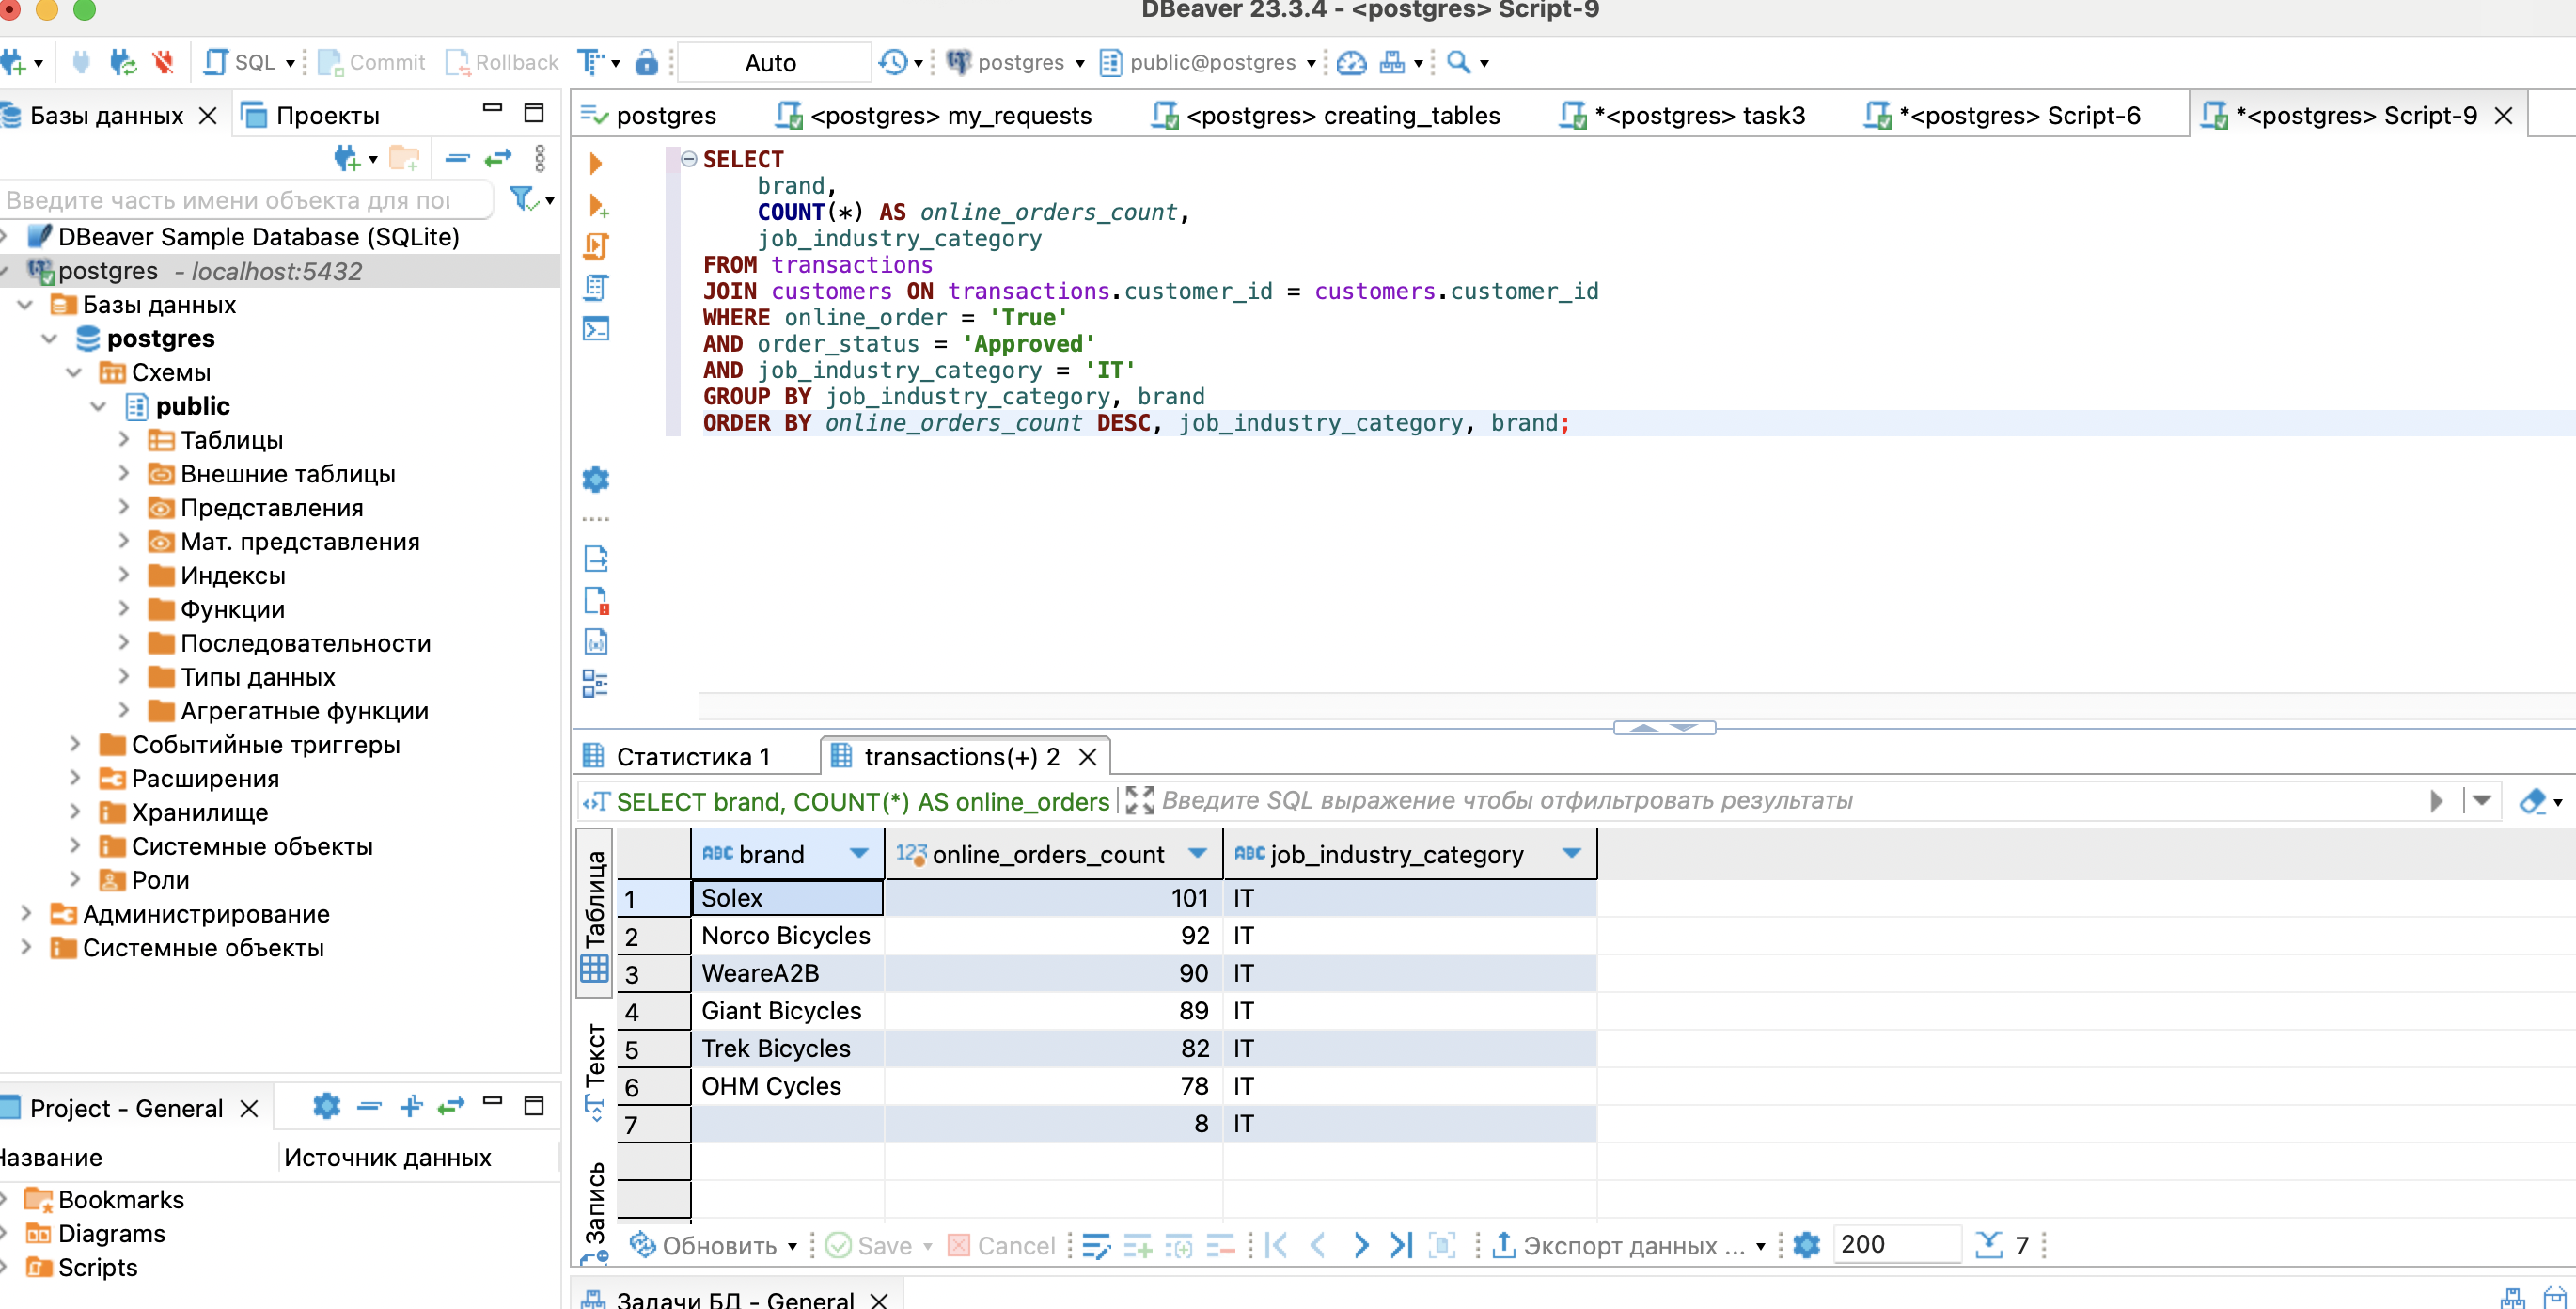 DBeaver 23.3.4 - <postgres> Script-9
SQL Commit Rollback Auto postgres public@postgres
Базы данных Проекты
Введите часть имени объекта для
DBeaver Sample Database (SQLite)
postgres - localhost:5432
Базы данных
postgres
Схемы
public
Таблицы
Внешние таблицы
Представления
Мат. представления
Индексы
Функции
Последовательности
Типы данных
Агрегатные функции
Событийные триггеры
Расширения
Хранилище
Системные объекты
Роли
Администрирование
Системные объекты
Project - General
Название Источник данных
Bookmarks
Diagrams
Scripts
postgres <postgres> my_requests <postgres> creating_tables *<postgres> task3 *<postgres> Script-6 *<postgres> Script-9
SELECT
brand,
COUNT(*) AS online_orders_count,
job_industry_category
FROM transactions
JOIN customers ON transactions.customer_id = customers.customer_id
WHERE online_order = 'True'
AND order_status = 'Approved'
AND job_industry_category = 'IT'
GROUP BY job_industry_category, brand
ORDER BY online_orders_count DESC, job_industry_category, brand;
Статистика 1 transactions(+) 2
SELECT brand, COUNT(*) AS online_orders Введите SQL выражение чтобы отфильтровать результаты
Таблица
Текст
Запись
ABC brand 123 online_orders_count ABC job_industry_category
1 Solex 101 IT
2 Norco Bicycles 92 IT
3 WeareA2B 90 IT
4 Giant Bicycles 89 IT
5 Trek Bicycles 82 IT
6 OHM Cycles 78 IT
7 8 IT
Обновить Save Cancel Экспорт данных ... 200 7
Задачи БД - General